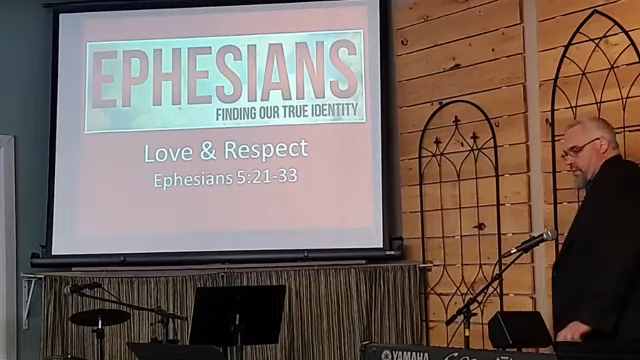 EPHESIANS
FINDING OUR TRUE IDENTITY
Love & Respect
Ephesians 5:21-33
YAMAHA